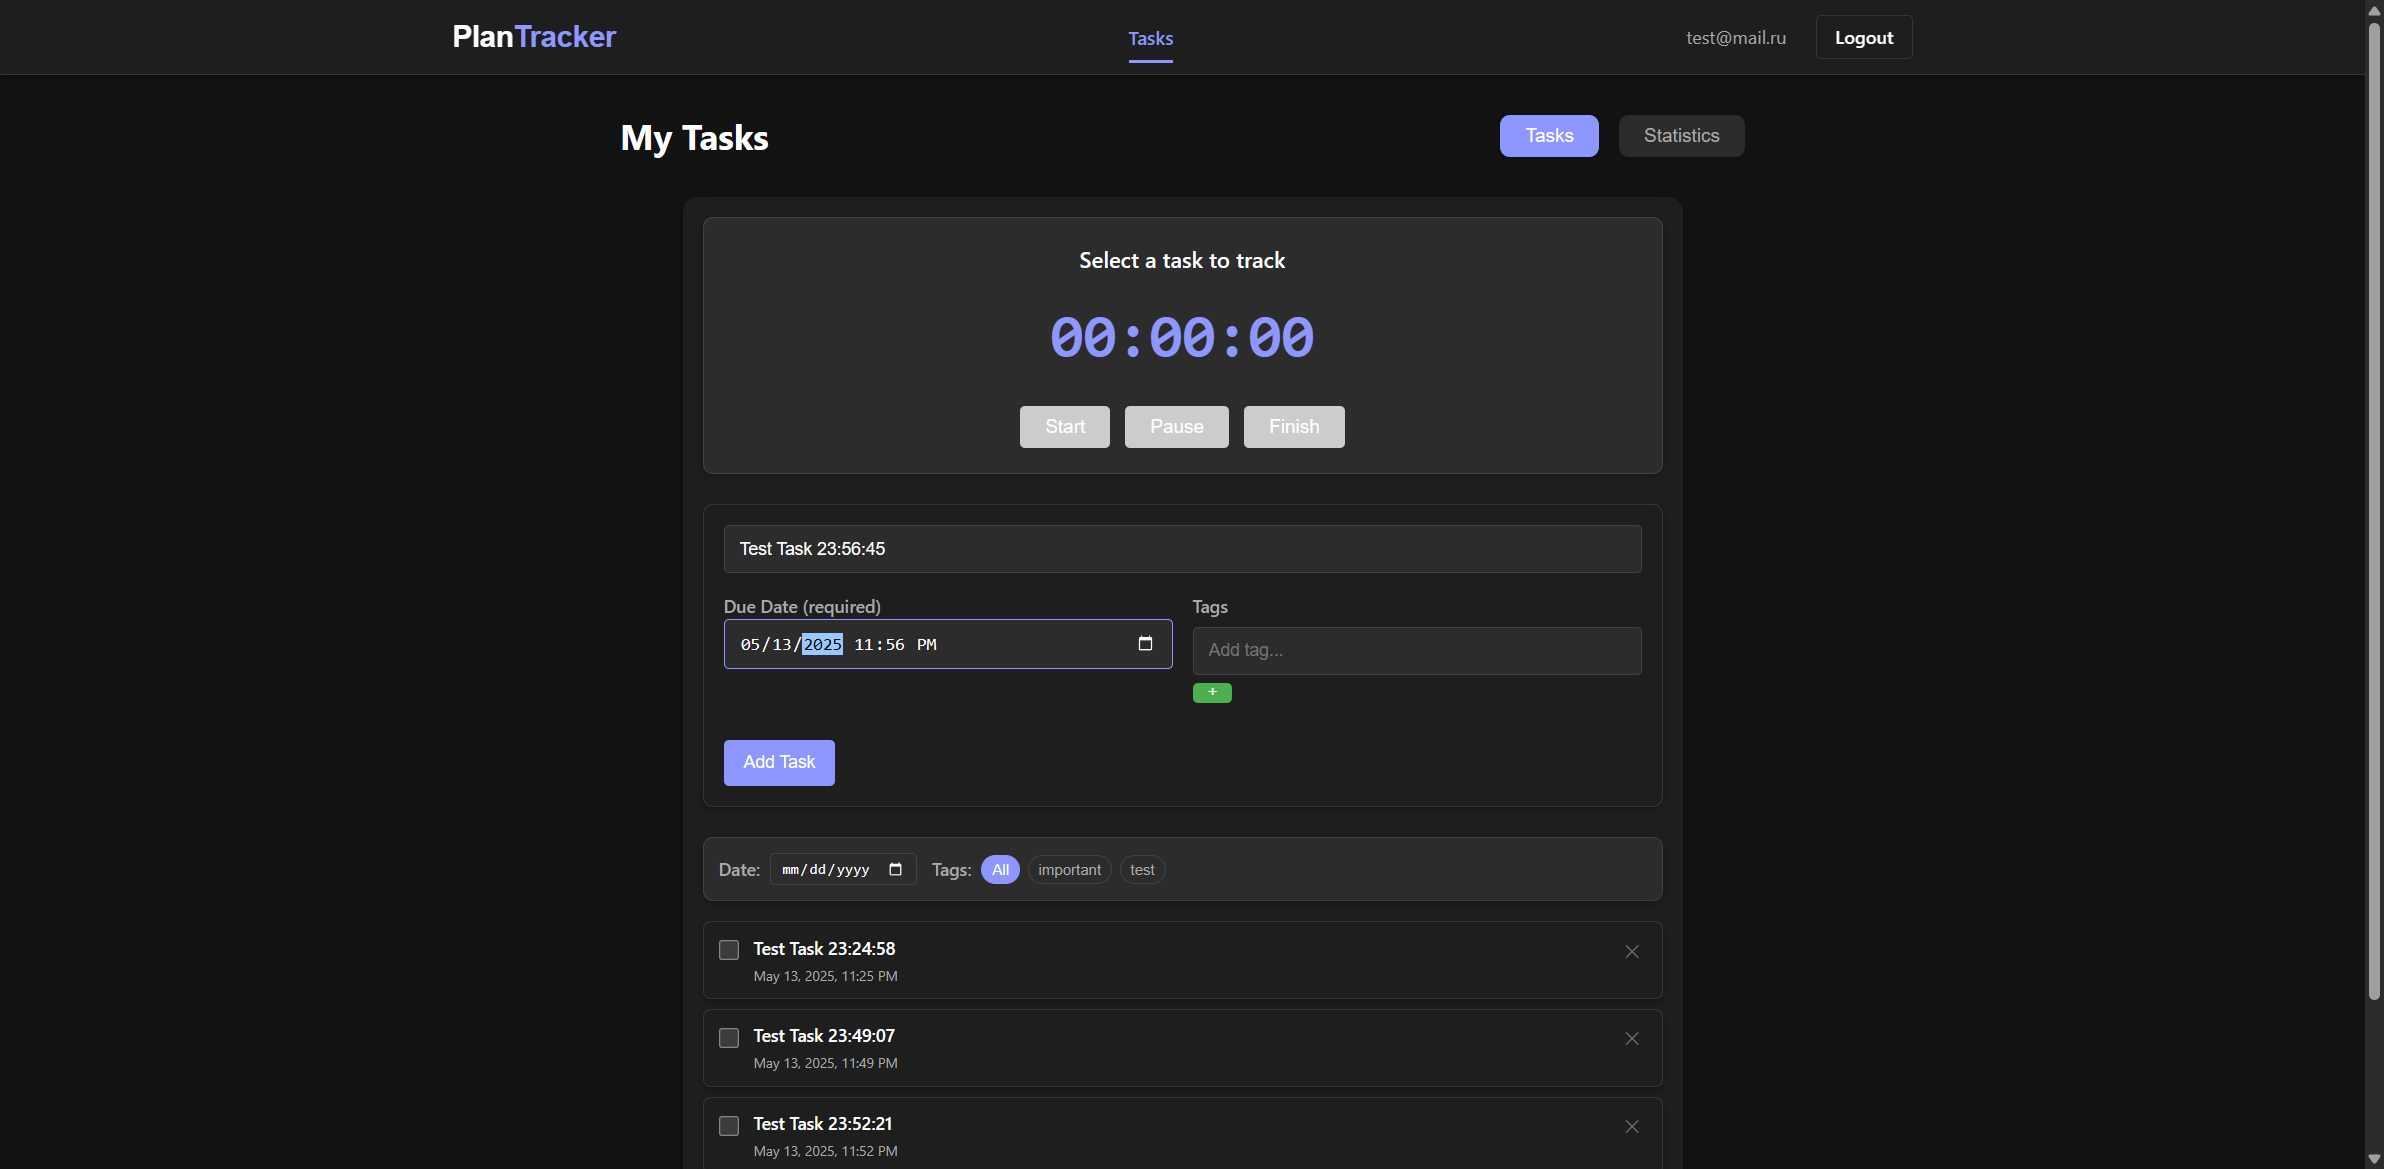 PlanTracker
Tasks
test@mail.ru
Logout
My Tasks
Tasks
Statistics
Select a task to track
00:00:00
Start
Pause
Finish
Test Task 23:56:45
Due Date (required)
Tags
05/13/2025 11:56 PM
Add tag...
+
Add Task
Date: mm/dd/yyyy Tags: All important test
Test Task 23:24:58
May 13, 2025, 11:25 PM
Test Task 23:49:07
May 13, 2025, 11:49 PM
Test Task 23:52:21
May 13, 2025, 11:52 PM